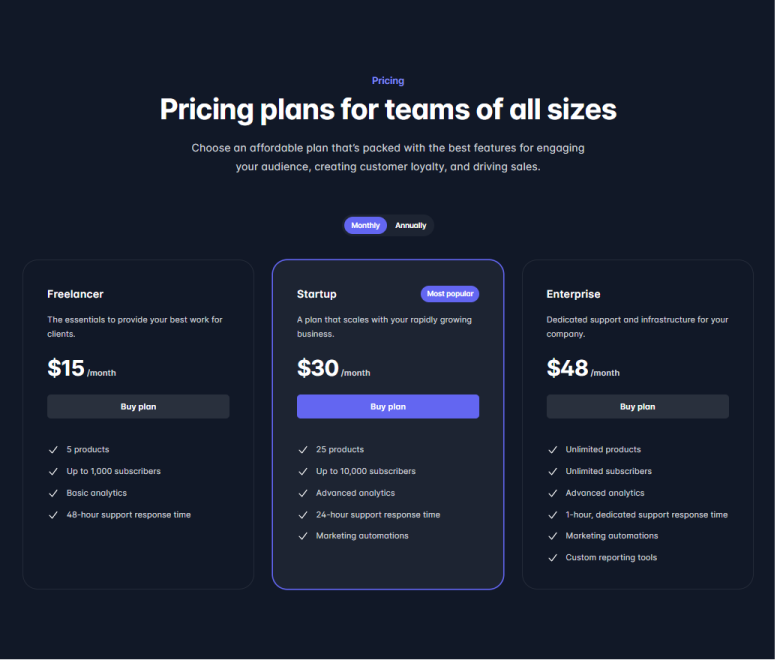 Pricing
Pricing plans for teams of all sizes
Choose an affordable plan that's packed with the best features for engaging
your audience, creating customer loyalty, and driving sales.
Monthly Annually
Freelancer
The essentials to provide your best work for
clients.
$15 /month
Buy plan
5 products
Up to 1,000 subscribers
Basic analytics
48-hour support response time
Startup Most popular
A plan that scales with your rapidly growing
business.
$30 /month
Buy plan
25 products
Up to 10,000 subscribers
Advanced analytics
24-hour support response time
Marketing automations
Enterprise
Dedicated support and infrastructure for your
company.
$48 /month
Buy plan
Unlimited products
Unlimited subscribers
Advanced analytics
1-hour, dedicated support response time
Marketing automations
Custom reporting tools